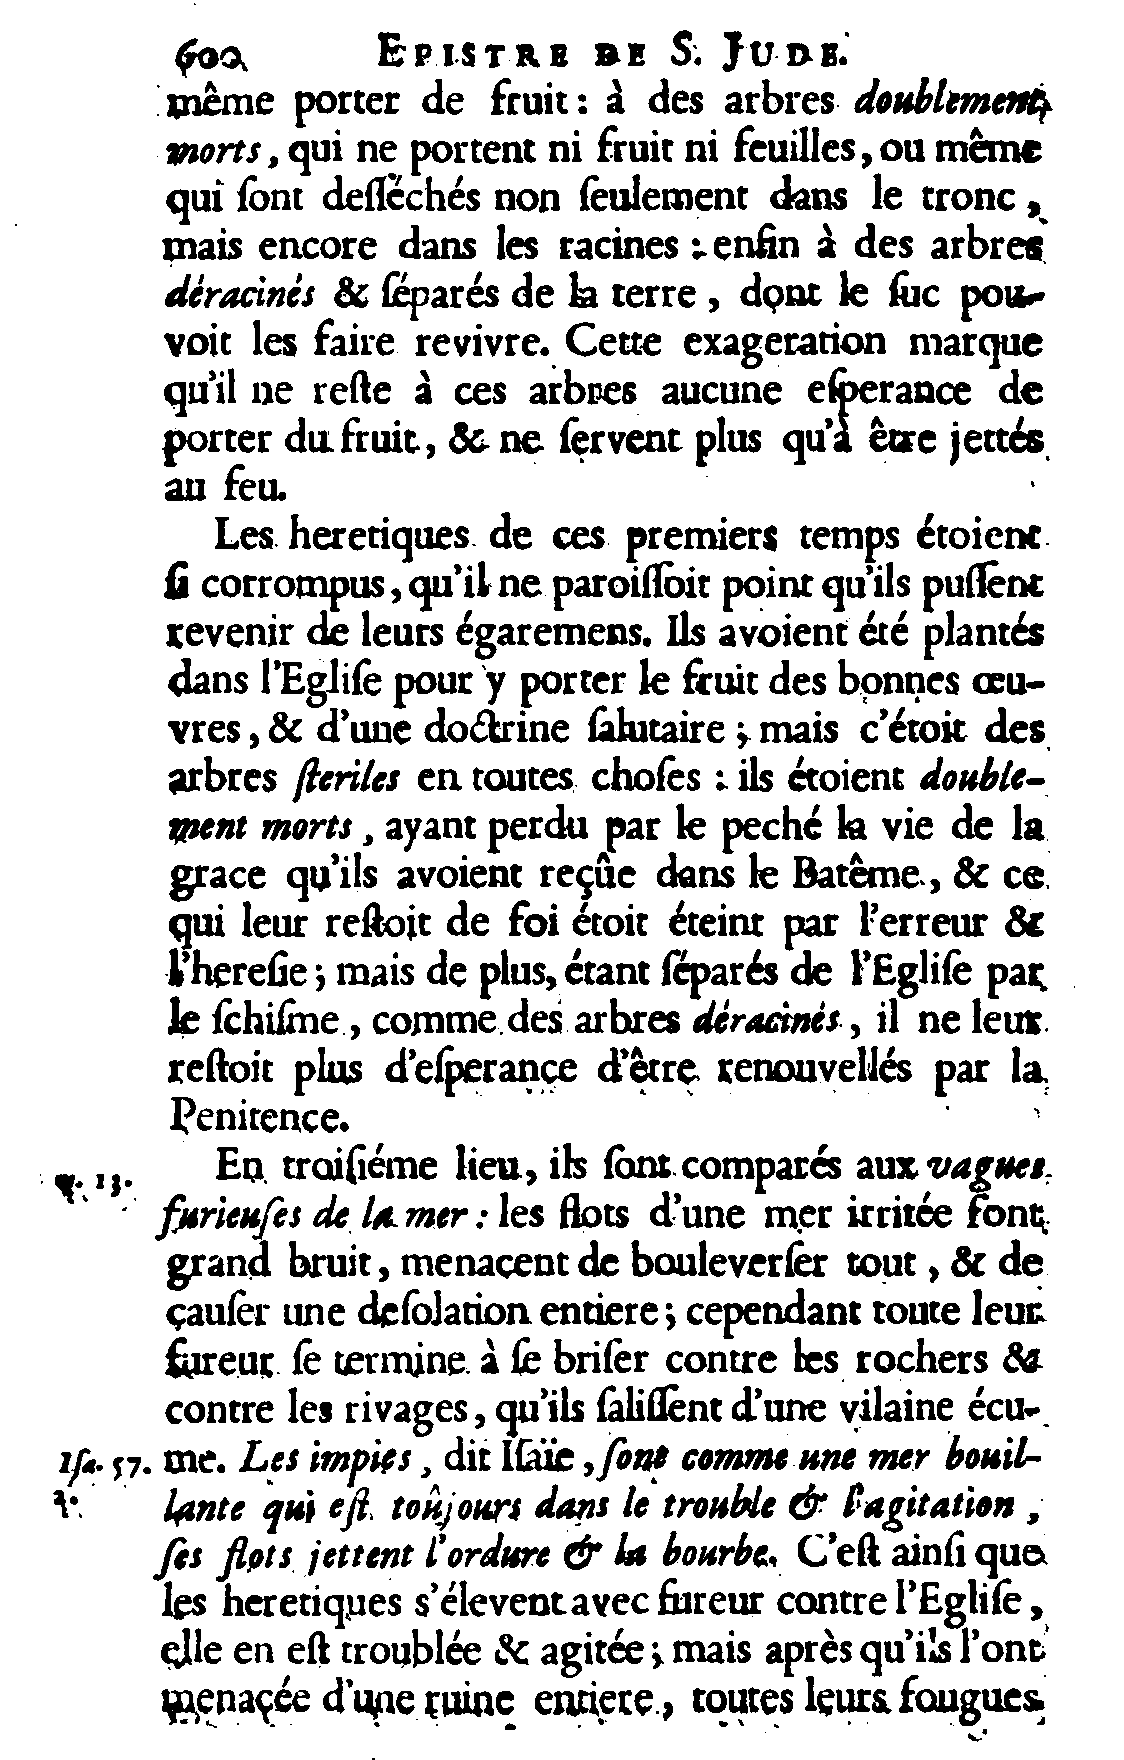 600 EPISTRE DE S. JUDE.
même porter de fruit : à des arbres doublement
morts, qui ne portent ni fruit ni feuilles, ou même
qui ſont deſſéchés non ſeulement dans le tronc,
mais encore dans les racines : enfin à des arbres
déracinés & ſéparés de la terre, dont le ſuc pou-
voit les faire revivre. Cette exageration marque
qu'il ne reſte à ces arbres aucune eſperance de
porter du fruit, & ne ſervent plus qu'à être jettés
au feu.
Les heretiques de ces premiers temps étoient
ſi corrompus, qu'il ne paroiſſoit point qu'ils puſſent
revenir de leurs égaremens. Ils avoient été plantés
dans l'Egliſe pour y porter le fruit des bonnes œu-
vres, & d'une doctrine ſalutaire ; mais c'étoit des
arbres ſteriles en toutes choſes : ils étoient double-
ment morts, ayant perdu par le peché la vie de la
grace qu'ils avoient reçûe dans le Batême, & ce
qui leur reſtoit de foi étoit éteint par l'erreur &
l'hereſie ; mais de plus, étant ſéparés de l'Egliſe par
le ſchiſme, comme des arbres déracinés, il ne leur
reſtoit plus d'eſperance d'être renouvellés par la
Penitence.
En troiſiéme lieu, ils ſont comparés aux vagues
℣. 13.
furieuſes de la mer : les flots d'une mer irritée font
grand bruit, menacent de bouleverſer tout, & de
cauſer une deſolation entiere ; cependant toute leur
fureur ſe termine à ſe briſer contre les rochers &
contre les rivages, qu'ils ſaliſſent d'une vilaine écu-
Iſa. 57. me. Les impies, dit Iſaïe, ſont comme une mer bouil-
lante qui eſt toûjours dans le trouble & l'agitation,
ſes flots jettent l'ordure & la bourbe. C'eſt ainſi que
les heretiques s'élevent avec fureur contre l'Egliſe,
elle en eſt troublée & agitée ; mais après qu'ils l'ont
menacée d'une ruine entiere, toutes leurs fougues